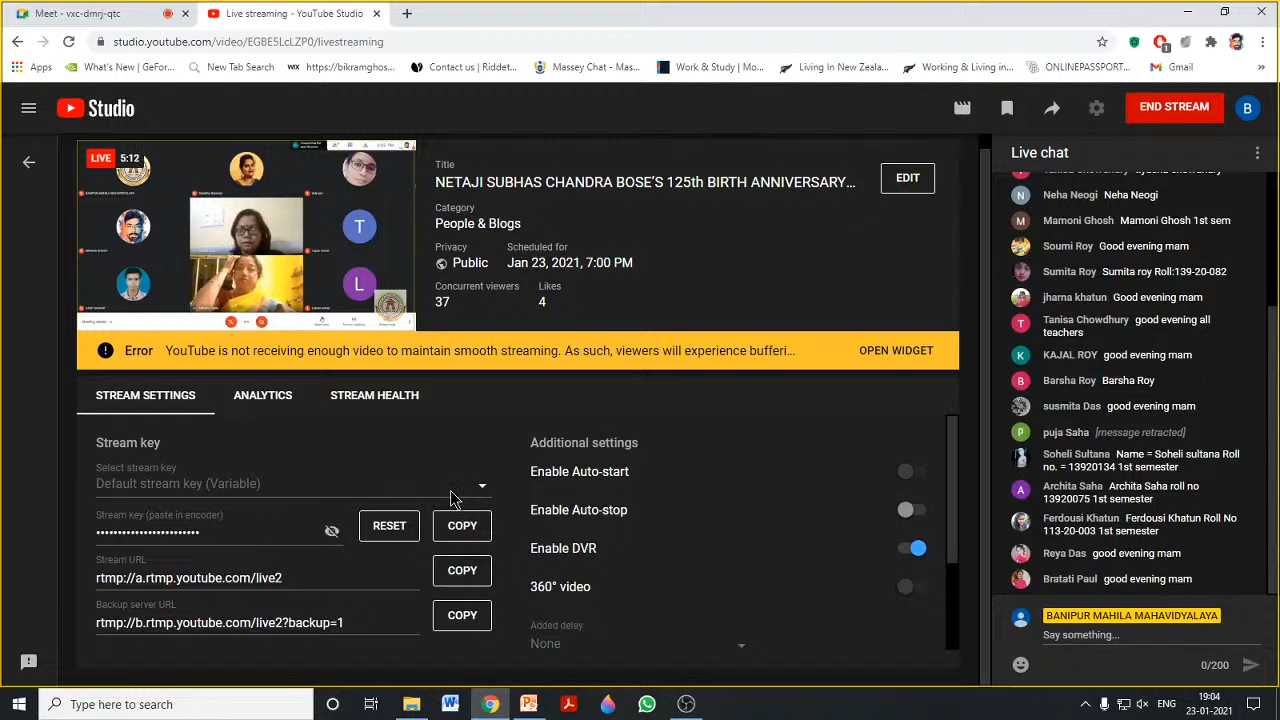 Meet - vxc-dmrj-qtc
Live streaming - YouTube Studio
studio.youtube.com/video/EGBE5LcLZP0/livestreaming
Apps
What's New (GeFor...
New Tab Search
WIX https://bikramghos...
Contact us | Riddet...
Massey Chat - Mas...
Work & Study | Mo...
Living In New Zeala...
Working & Living in...
ONLINEPASSPORT...
Gmail
»
Studio
END STREAM
B
LIVE 5:12
T
L
Title
NETAJI SUBHAS CHANDRA BOSE'S 125th BIRTH ANNIVERSARY...
EDIT
Category
People & Blogs
Privacy
Public
Scheduled for
Jan 23, 2021, 7:00 PM
Concurrent viewers
37
Likes
4
Error YouTube is not receiving enough video to maintain smooth streaming. As such, viewers will experience bufferi...
OPEN WIDGET
STREAM SETTINGS
ANALYTICS
STREAM HEALTH
Stream key
Select stream key
Default stream key (Variable)
Stream key (paste in encoder)
••••••••••••••••••••••••
RESET
COPY
Stream URL
rtmp://a.rtmp.youtube.com/live2
COPY
Backup server URL
rtmp://b.rtmp.youtube.com/live2?backup=1
COPY
Additional settings
Enable Auto-start
Enable Auto-stop
Enable DVR
360° video
Added delay
None
Live chat
N Neha Neogi Neha Neogi
M Mamoni Ghosh Mamoni Ghosh 1st sem
Soumi Roy Good evening mam
Sumita Roy Sumita roy Roll:139-20-082
jhama khatun Good evening mam
T Tanisa Chowdhury good evening all
teachers
K KAJAL ROY good evening mam
B Barsha Roy Barsha Roy
susmita Das good evening mam
P puja Saha [message retracted]
Soheli Sultana Name = Soheli sultana Roll
no. = 13920134 1st semester
A Archita Saha Archita Saha roll no
13920075 1st semester
Ferdousi Khatun Ferdousi Khatun Roll No
113-20-003 1st semester
Reya Das good evening mam
Bratati Paul good evening mam
BANIPUR MAHILA MAHAVIDYALAYA
Say something...
0/200
Type here to search
ENG
19:04
23-01-2021